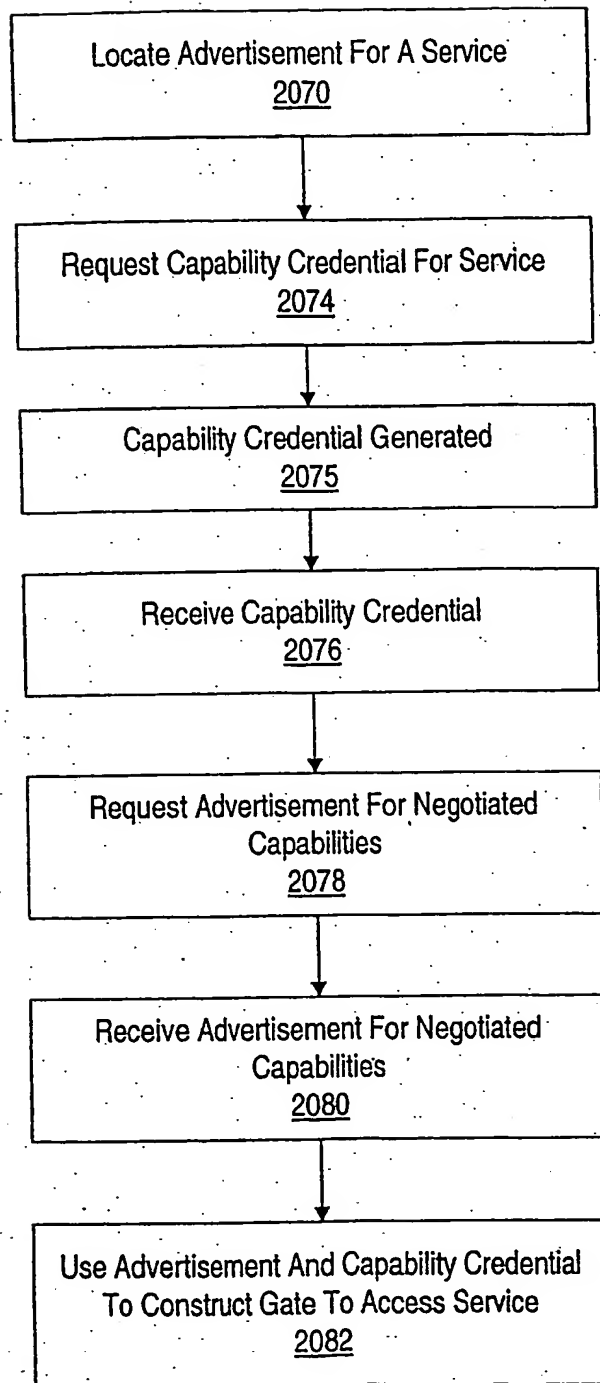 Locate Advertisement For A Service
2070
Request Capability Credential For Service
2074
Capability Credential Generated
2075
Receive Capability Credential
2076
Request Advertisement For Negotiated
Capabilities
2078
Receive Advertisement For Negotiated
Capabilities
2080
Use Advertisement And Capability Credential
To Construct Gate To Access Service
2082